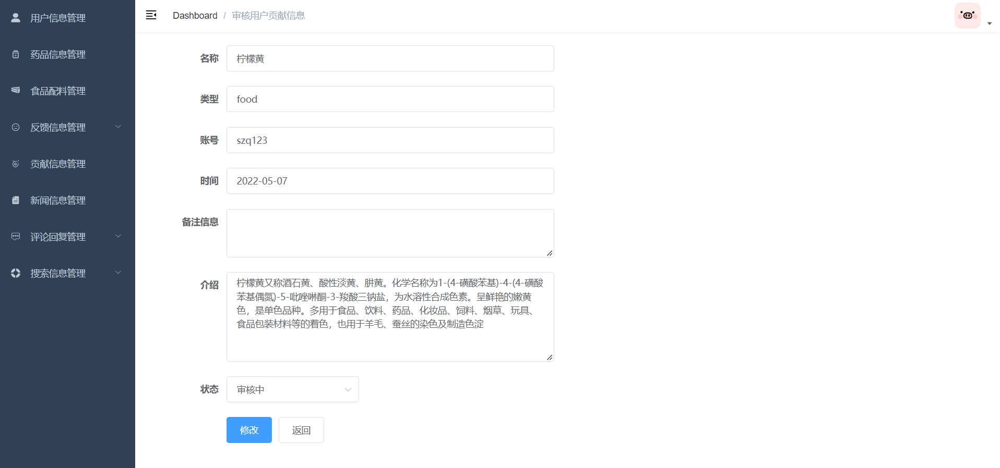 用户信息管理
药品信息管理
食品配料管理
反馈信息管理
贡献信息管理
新闻信息管理
评论回复管理
搜索信息管理
Dashboard / 审核用户贡献信息
名称 柠檬黄
类型 food
账号 szq123
时间 2022-05-07
备注信息
介绍 柠檬黄又称酒石黄、酸性淡黄、肼黄。化学名称为1-(4-磺酸苯基)-4-(4-磺酸
苯基偶氮)-5-吡唑啉酮-3-羧酸三钠盐，为水溶性合成色素。呈鲜艳的嫩黄
色，是单色品种。多用于食品、饮料、药品、化妆品、饲料、烟草、玩具、
食品包装材料等的着色，也用于羊毛、蚕丝的染色及制造色淀
状态 审核中
修改 返回